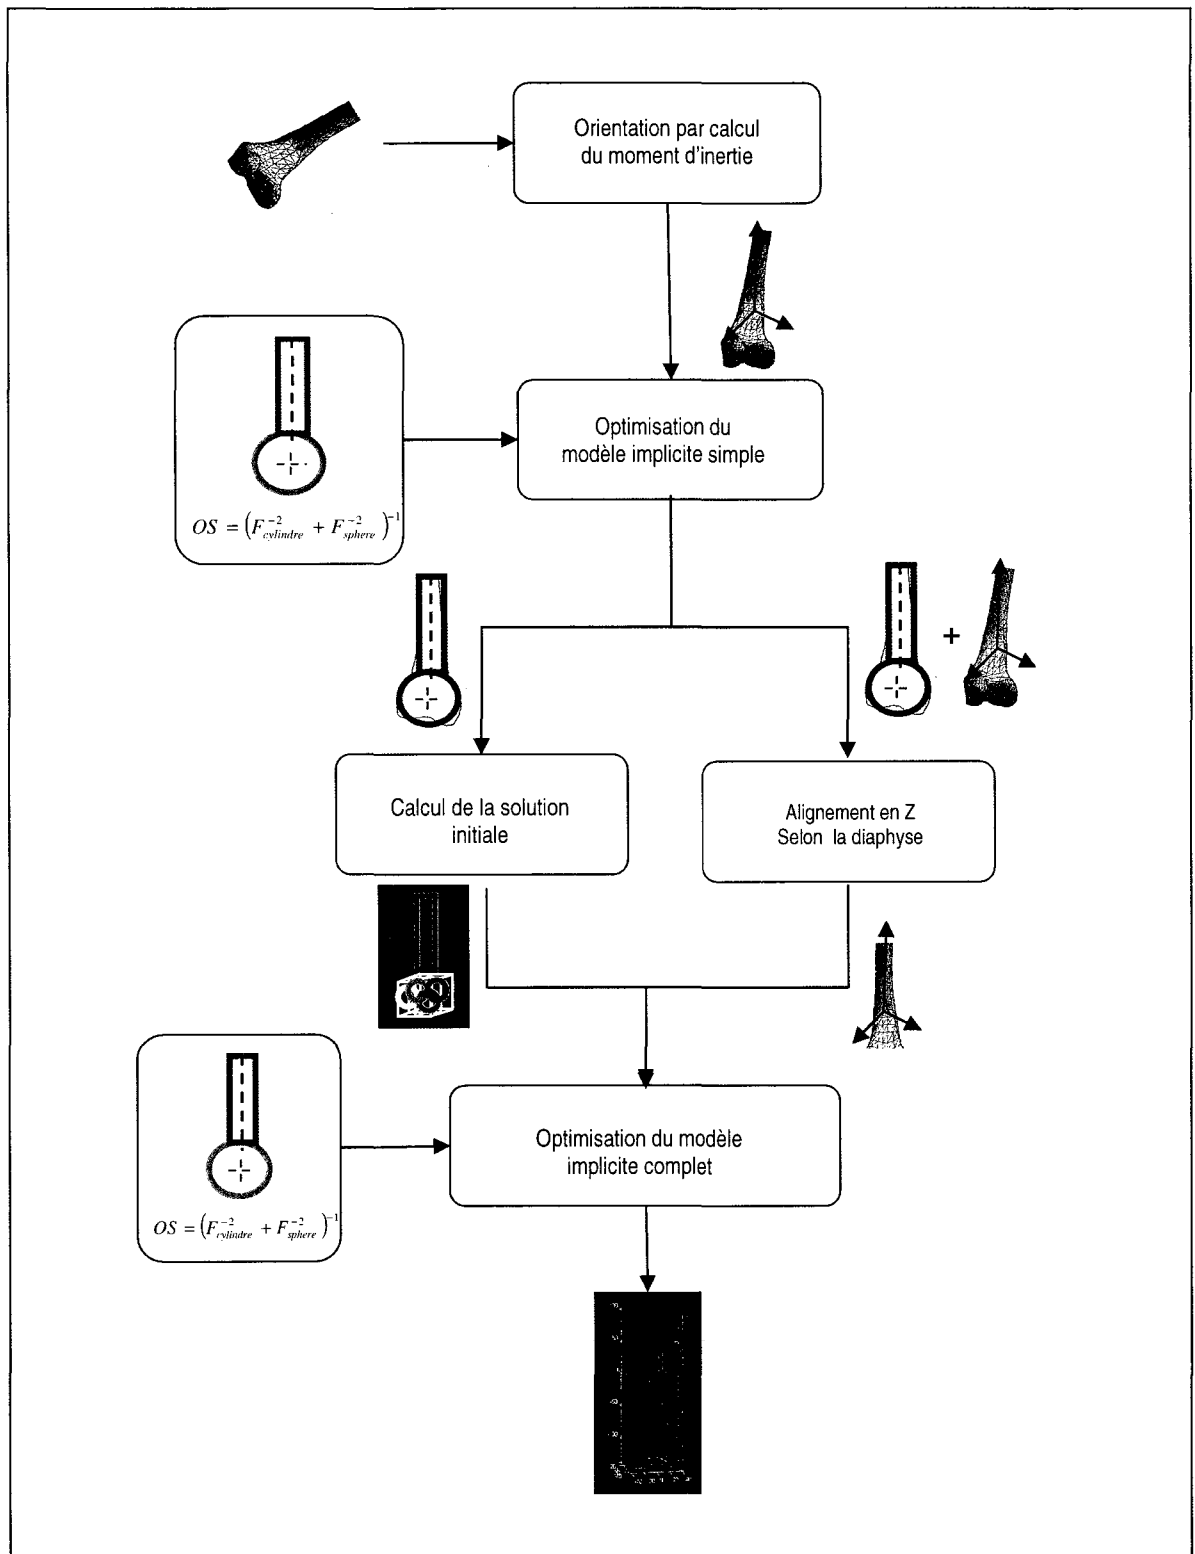 Orientation par calcul
du moment d'inertie
Optimisation du
modèle implicite simple
OS = (F_cylindre^-2 + F_sphere^-2)^-1
+
Calcul de la solution
initiale
Alignement en Z
Selon la diaphyse
Optimisation du modèle
implicite complet
OS = (F_cylindre^-2 + F_sphere^-2)^-1